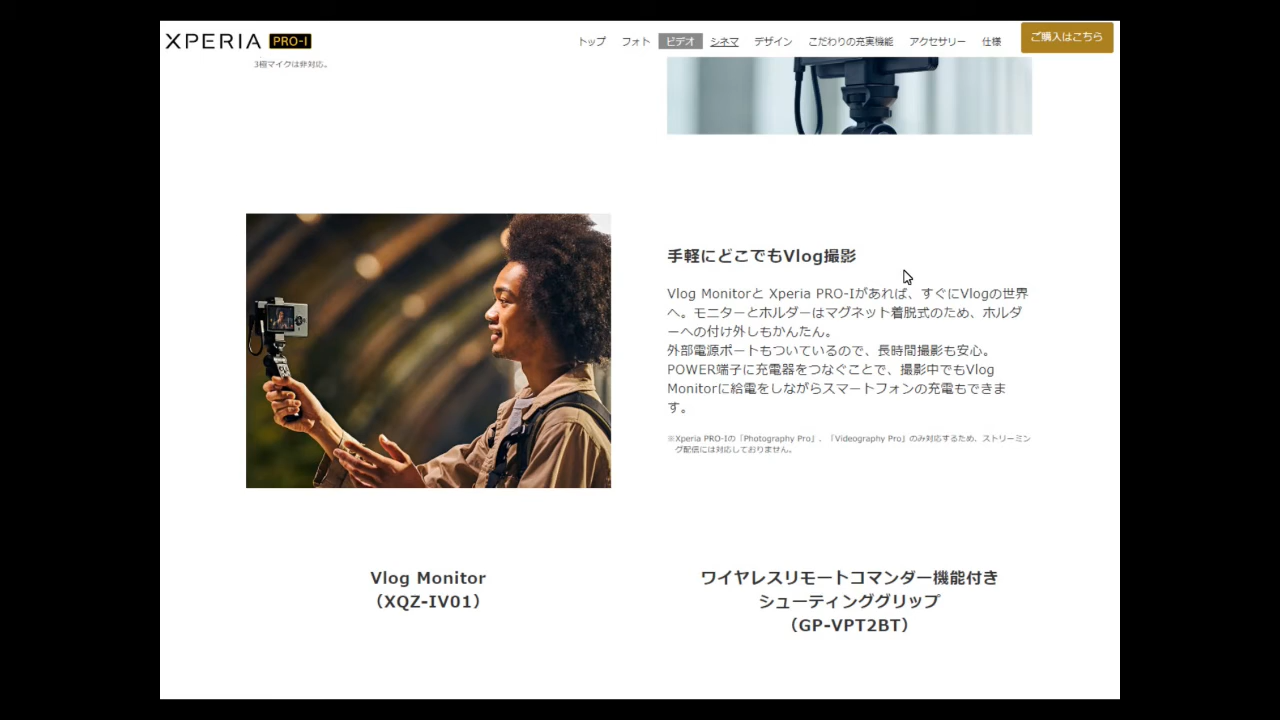 XPERIA PRO-I
トップ フォト ビデオ シネマ デザイン こだわりの充実機能 アクセサリー 仕様 ご購入はこちら
3極マイクは非対応。
手軽にどこでもVlog撮影
Vlog Monitorと Xperia PRO-Iがあれば、すぐにVlogの世界
へ。モニターとホルダーはマグネット着脱式のため、ホルダ
ーへの付け外しもかんたん。
外部電源ポートもついているので、長時間撮影も安心。
POWER端子に充電器をつなぐことで、撮影中でもVlog
Monitorに給電をしながらスマートフォンの充電もできま
す。
※Xperia PRO-Iの「Photography Pro」、「Videography Pro」のみ対応するため、ストリーミン
グ配信には対応しておりません。
Vlog Monitor
（XQZ-IV01）
ワイヤレスリモートコマンダー機能付き
シューティンググリップ
（GP-VPT2BT）